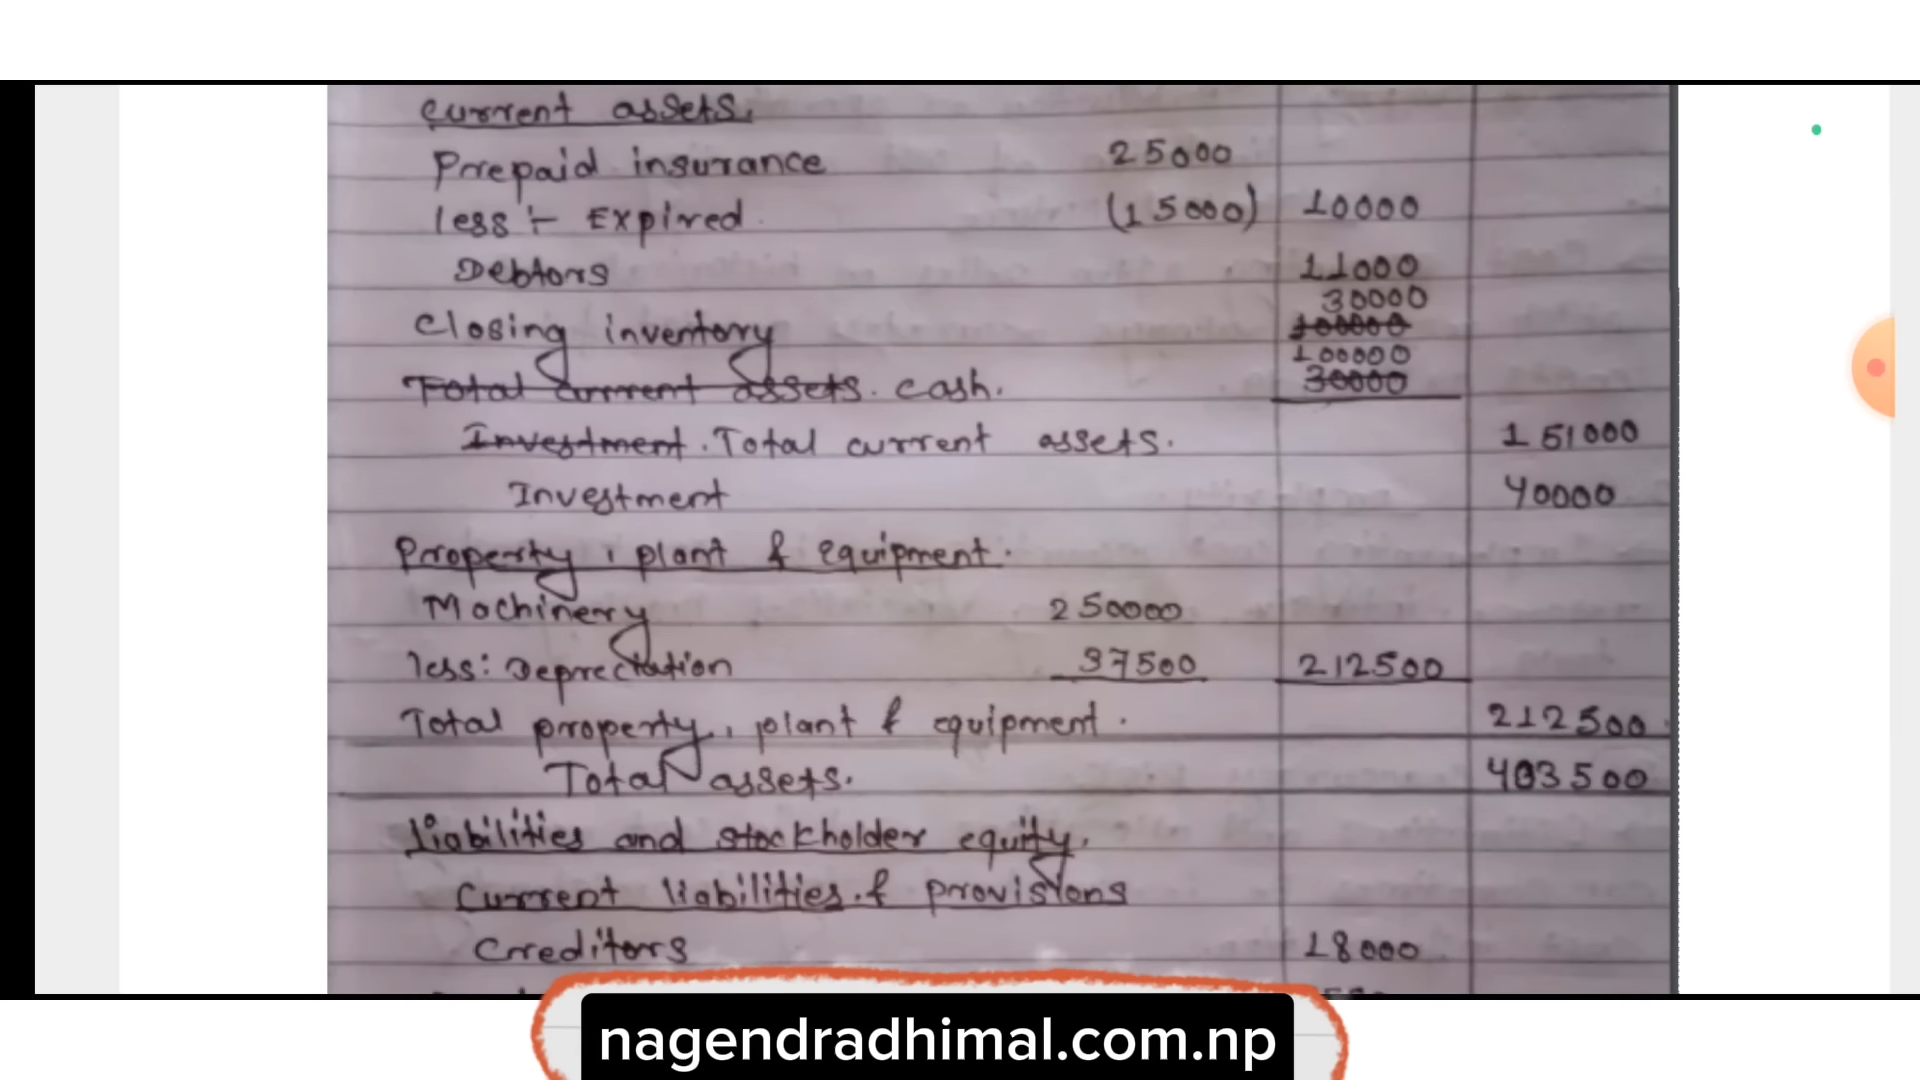 Current assets.
Prepaid insurance 25000
less :- Expired (15000) 10000
Debtors 11000
30000
Closing inventory 100000
100000
Total current assets. cash. 30000
Investment. Total current assets. 151000
Investment 40000
Property, plant & equipment.
Machinery 250000
less: Depreciation 37500 212500
Total property, plant & equipment. 212500
Total assets. 403500
Liabilities and stockholder equity.
Current liabilities & provisions
Creditors 18000
nagendradhimal.com.np